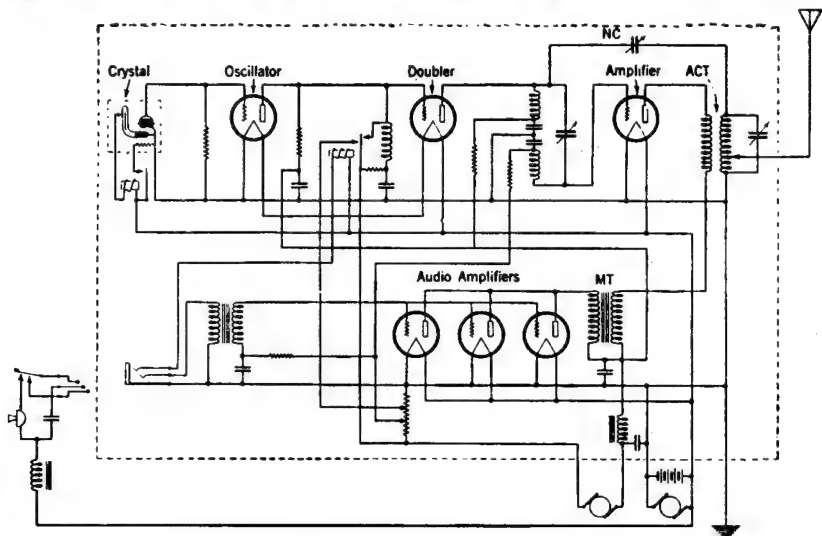 NC
Crystal
Oscillator
Doubler
Amplifier
ACT
Audio Amplifiers
MT